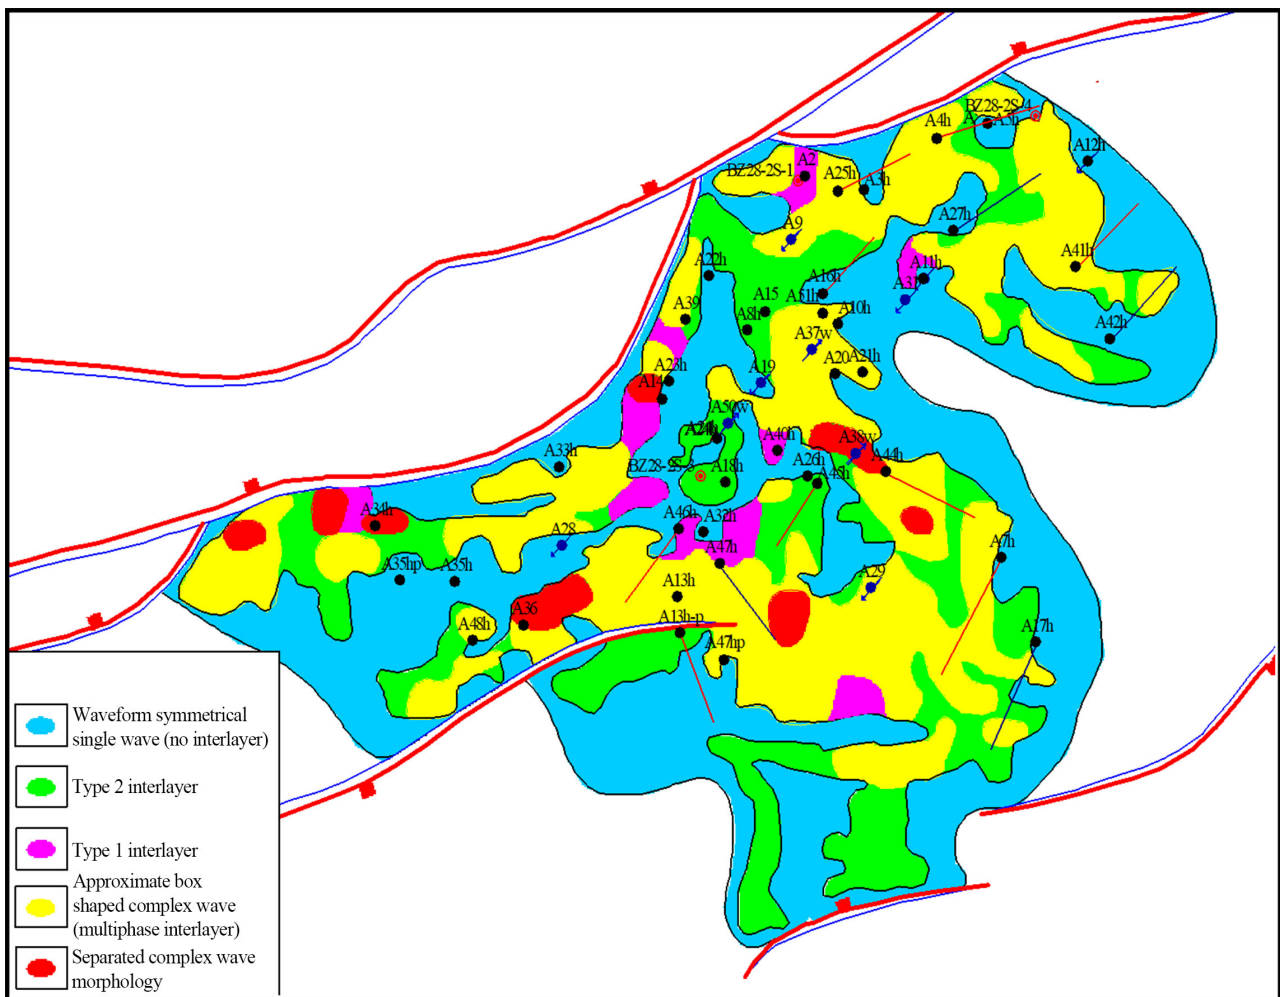 BZ28-2S-4
A5h
A4h
A12h
A2
BZ28-2S-1
A25h
A3h
A27h
A9
A41h
A11h
A31
A22h
A16h
A51h
A15
A39
A8h
A10h
A42h
A37w
A20
A21h
A23h
A14
A19
A50w
A24h
A40h
A38w
A33h
BZ28-2S-3
A18h
A26h
A45h
A44h
A34h
A46h
A32h
A28
A47h
A7h
A35hp
A35h
A29
A13h
A36
A48h
A13h-p
A47hp
A17h
Waveform symmetrical
single wave (no interlayer)
Type 2 interlayer
Type 1 interlayer
Approximate box
shaped complex wave
(multiphase interlayer)
Separated complex wave
morphology